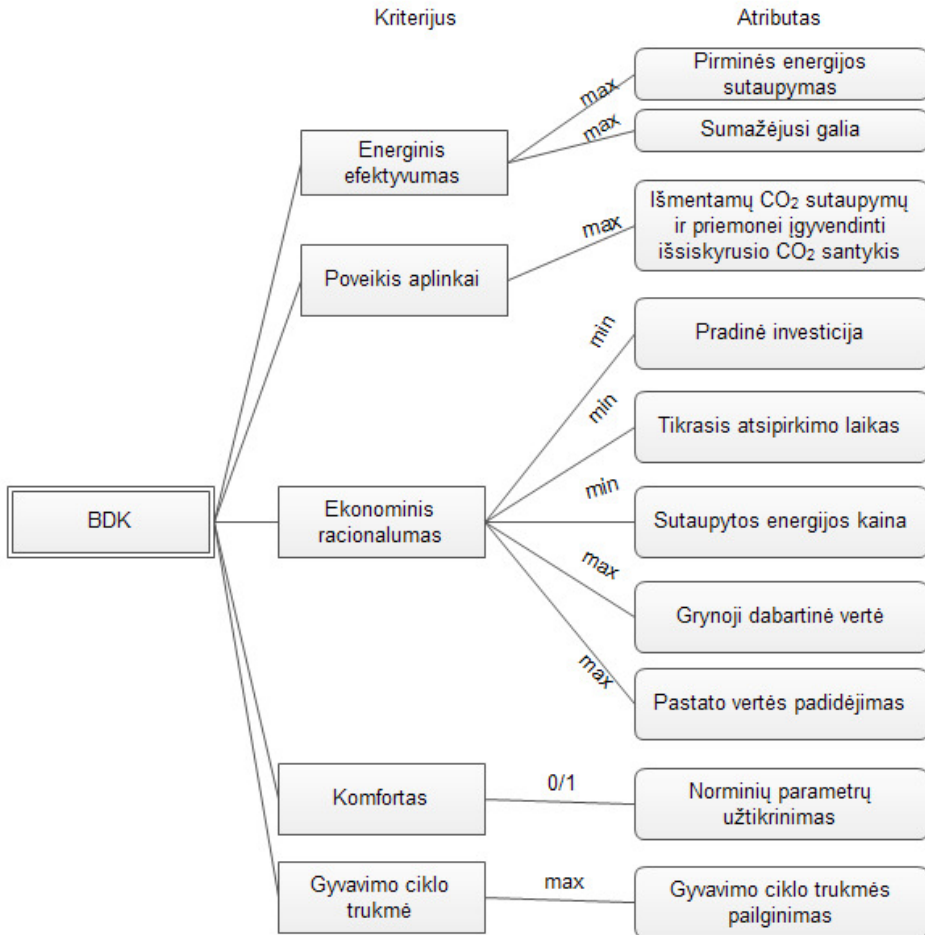 Kriterijus
Atributas
Pirminės energijos
sutaupymas
max
max
Sumažėjusi galia
Energinis
efektyvumas
Išmentamų CO₂ sutaupymų
ir priemonei įgyvendinti
išsiskyrusio CO₂ santykis
max
Poveikis aplinkai
Pradinė investicija
min
min
Tikrasis atsipirkimo laikas
min
Sutaupytos energijos kaina
BDK
Ekonominis
racionalumas
max
Grynoji dabartinė vertė
max
Pastato vertės padidėjimas
Komfortas
0/1
Norminių parametrų
užtikrinimas
Gyvavimo ciklo
trukmė
max
Gyvavimo ciklo trukmės
pailginimas